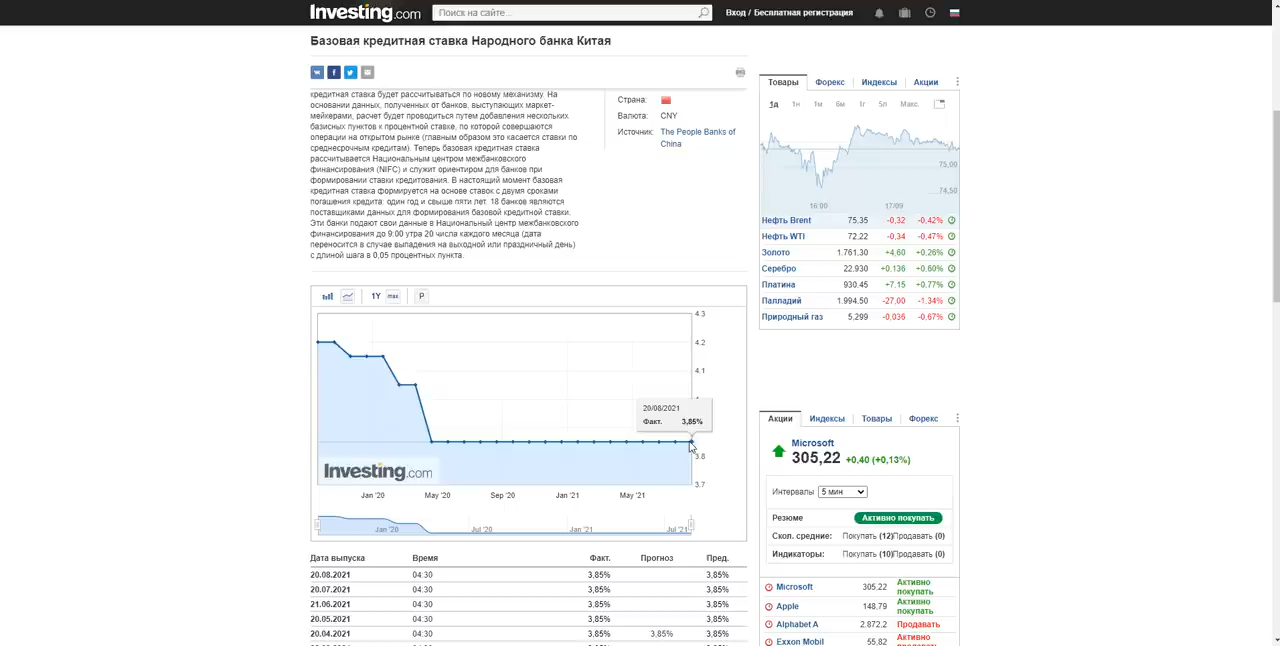 Investing.com
Поиск на сайте...
Вход / Бесплатная регистрация
Базовая кредитная ставка Народного банка Китая
кредитная ставка будет рассчитываться по новому механизму. На
основании данных, полученных от банков, выступающих маркет-
мейкерами, расчет будет проводиться путем добавления нескольких
базисных пунктов к процентной ставке, по которой совершаются
операции на открытом рынке (главным образом это касается ставки по
среднесрочным кредитам). Теперь базовая кредитная ставка
рассчитывается Национальным центром межбанковского
финансирования (NIFC) и служит ориентиром для банков при
формировании ставки кредитования. В настоящий момент базовая
кредитная ставка формируется на основе ставок с двумя сроками
погашения кредита: один год и свыше пяти лет. 18 банков являются
поставщиками данных для формирования базовой кредитной ставки.
Эти банки подают свои данные в Национальный центр межбанковского
финансирования до 9:00 утра 20 числа каждого месяца (дата
переносится в случае выпадения на выходной или праздничный день)
с длиной шага в 0,05 процентных пункта.
Страна:
Валюта: CNY
Источник: The People Banks of
China
1Y max P
4.3
4.2
4.1
3.8
3.7
20/08/2021
Факт. 3,85%
Investing.com
Jan '20 May '20 Sep '20 Jan '21 May '21
Jan '20 Jul '20 Jan '21 Jul '21
Дата выпуска Время Факт. Прогноз Пред.
20.08.2021 04:30 3,85% 3,85%
20.07.2021 04:30 3,85% 3,85%
21.06.2021 04:30 3,85% 3,85%
20.05.2021 04:30 3,85% 3,85%
20.04.2021 04:30 3,85% 3,85% 3,85%
Товары Форекс Индексы Акции
1д 1н 1м 6м 1г 5л Макс.
75,00
74,50
16:00 17/09
Нефть Brent 75,35 -0,32 -0,42%
Нефть WTI 72,22 -0,34 -0,47%
Золото 1.761,30 +4,60 +0,26%
Серебро 22.930 +0.136 +0.60%
Платина 930.45 +7,15 +0,77%
Палладий 1.994,50 -27,00 -1,34%
Природный газ 5,299 -0,036 -0,67%
Акции Индексы Товары Форекс
Microsoft
305,22 +0,40 (+0,13%)
Интервалы 5 мин
Резюме Активно покупать
Скол. средние: Покупать (12)Продавать (0)
Индикаторы: Покупать (10)Продавать (0)
Microsoft 305,22 Активно
покупать
Apple 148,79 Активно
покупать
Alphabet A 2.872,2 Продавать
Exxon Mobil 55,82 Активно